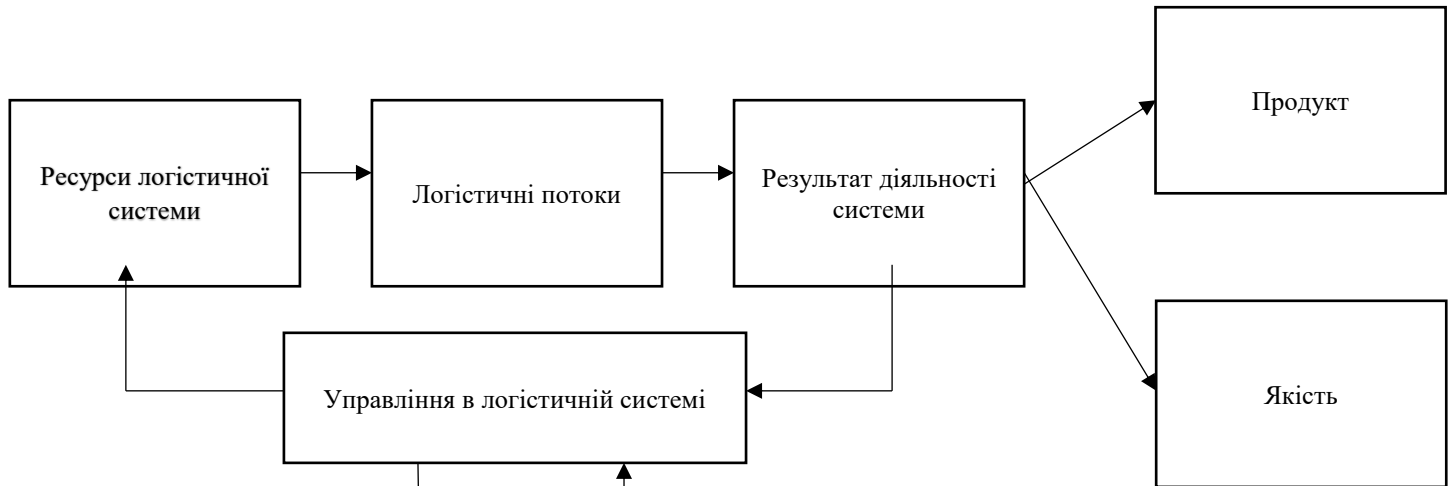 Продукт
Ресурси логістичної
системи
Логістичні потоки
Результат діяльності
системи
Управління в логістичній системі
Якість